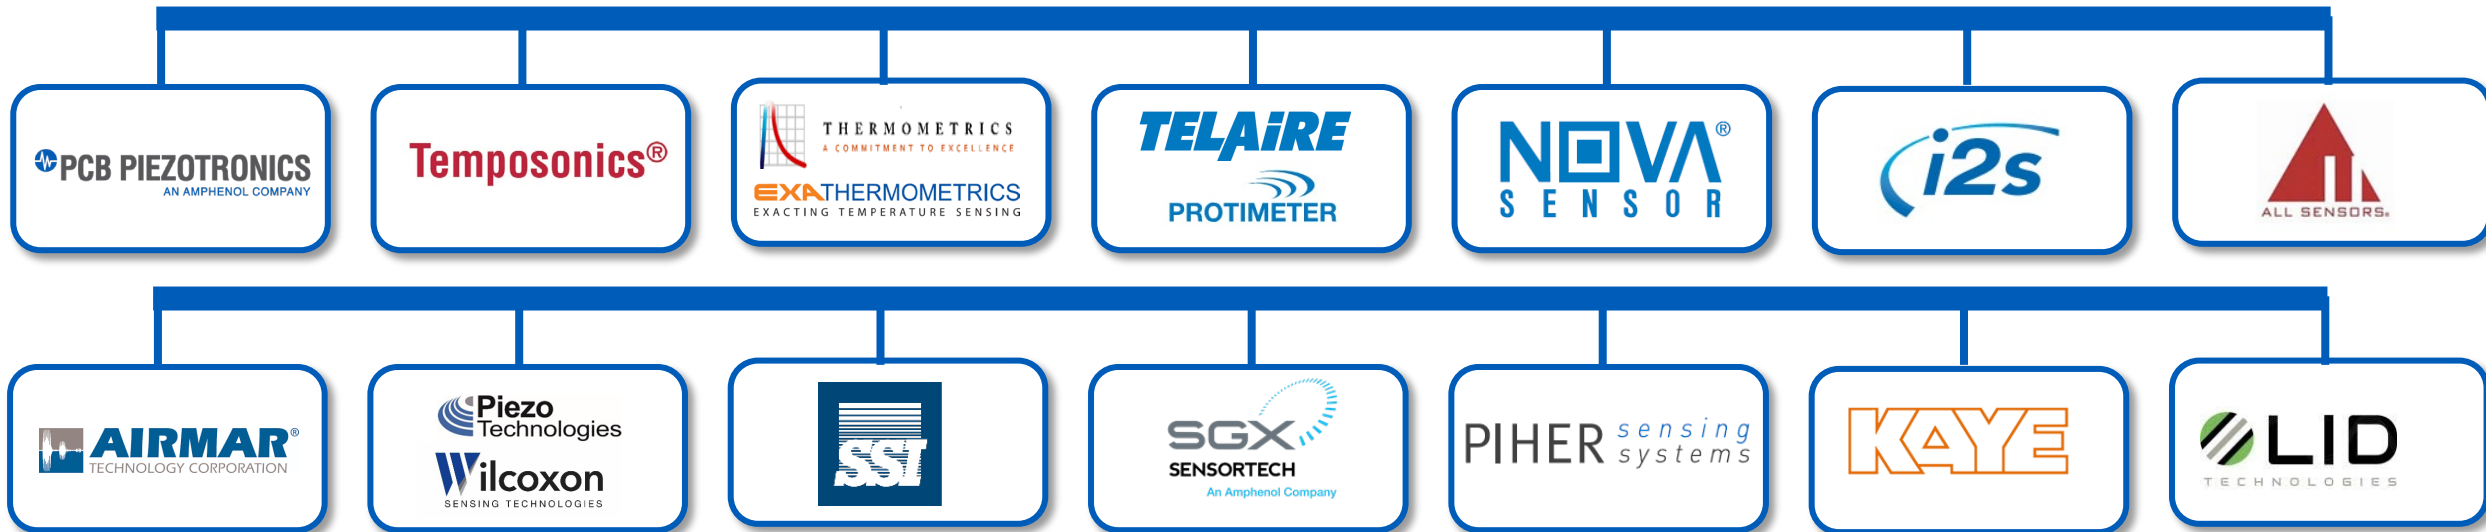 PCB PIEZOTRONICS
AN AMPHENOL COMPANY
Temposonics®
THERMOMETRICS
A COMMITMENT TO EXCELLENCE
EXATHERMOMETRICS
EXACTING TEMPERATURE SENSING
TELAiRE
PROTIMETER
NOVA®
SENSOR
i2s
ALL SENSORS®
AIRMAR®
TECHNOLOGY CORPORATION
Piezo
Technologies
Wilcoxon
SENSING TECHNOLOGIES
SSI
SGX
SENSORTECH
An Amphenol Company
PIHER sensing
systems
KAYE
LID
TECHNOLOGIES